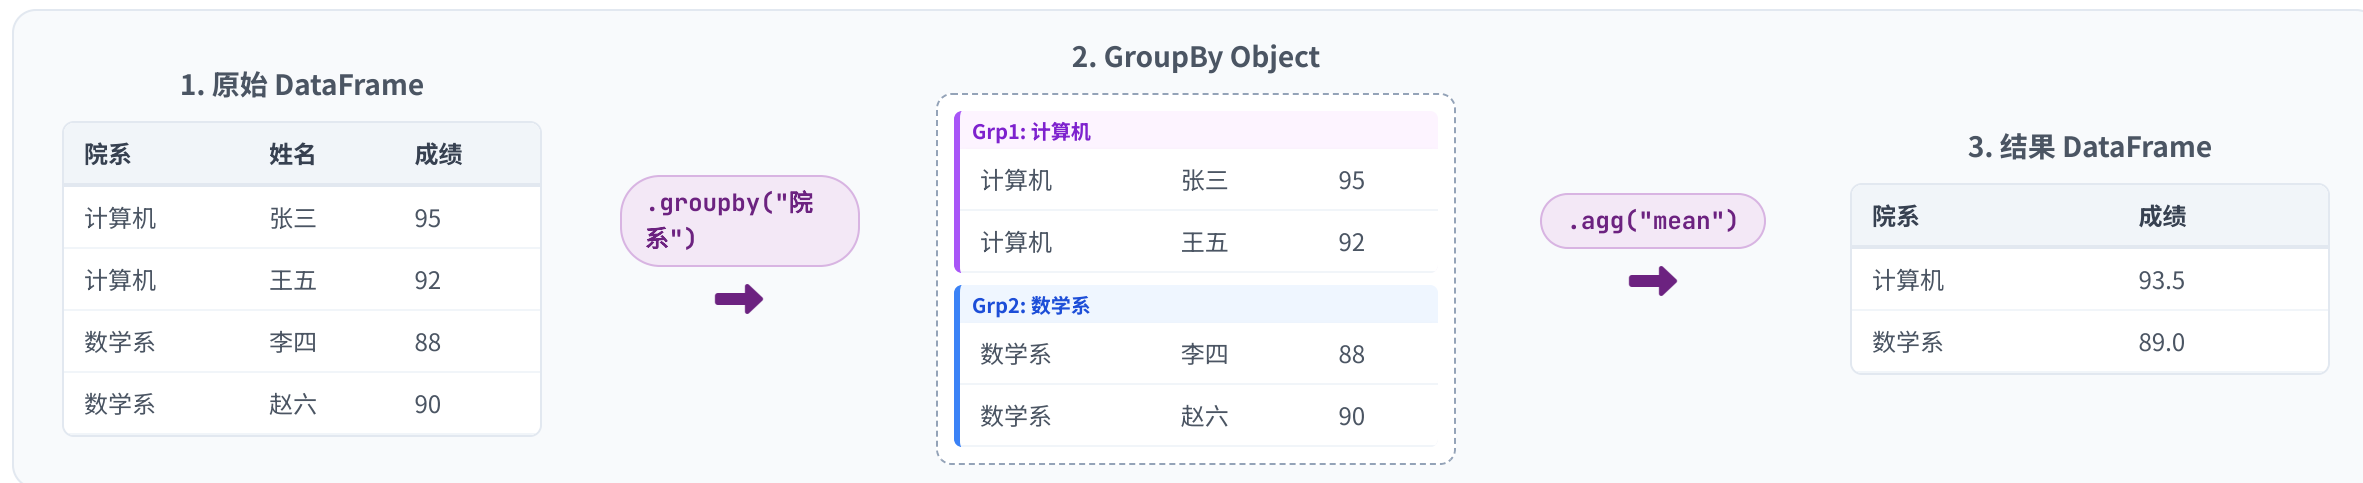 1. 原始 DataFrame
院系 姓名 成绩
计算机 张三 95
计算机 王五 92
数学系 李四 88
数学系 赵六 90
.groupby("院
系")
2. GroupBy Object
Grp1: 计算机
计算机 张三 95
计算机 王五 92
Grp2: 数学系
数学系 李四 88
数学系 赵六 90
.agg("mean")
3. 结果 DataFrame
院系 成绩
计算机 93.5
数学系 89.0